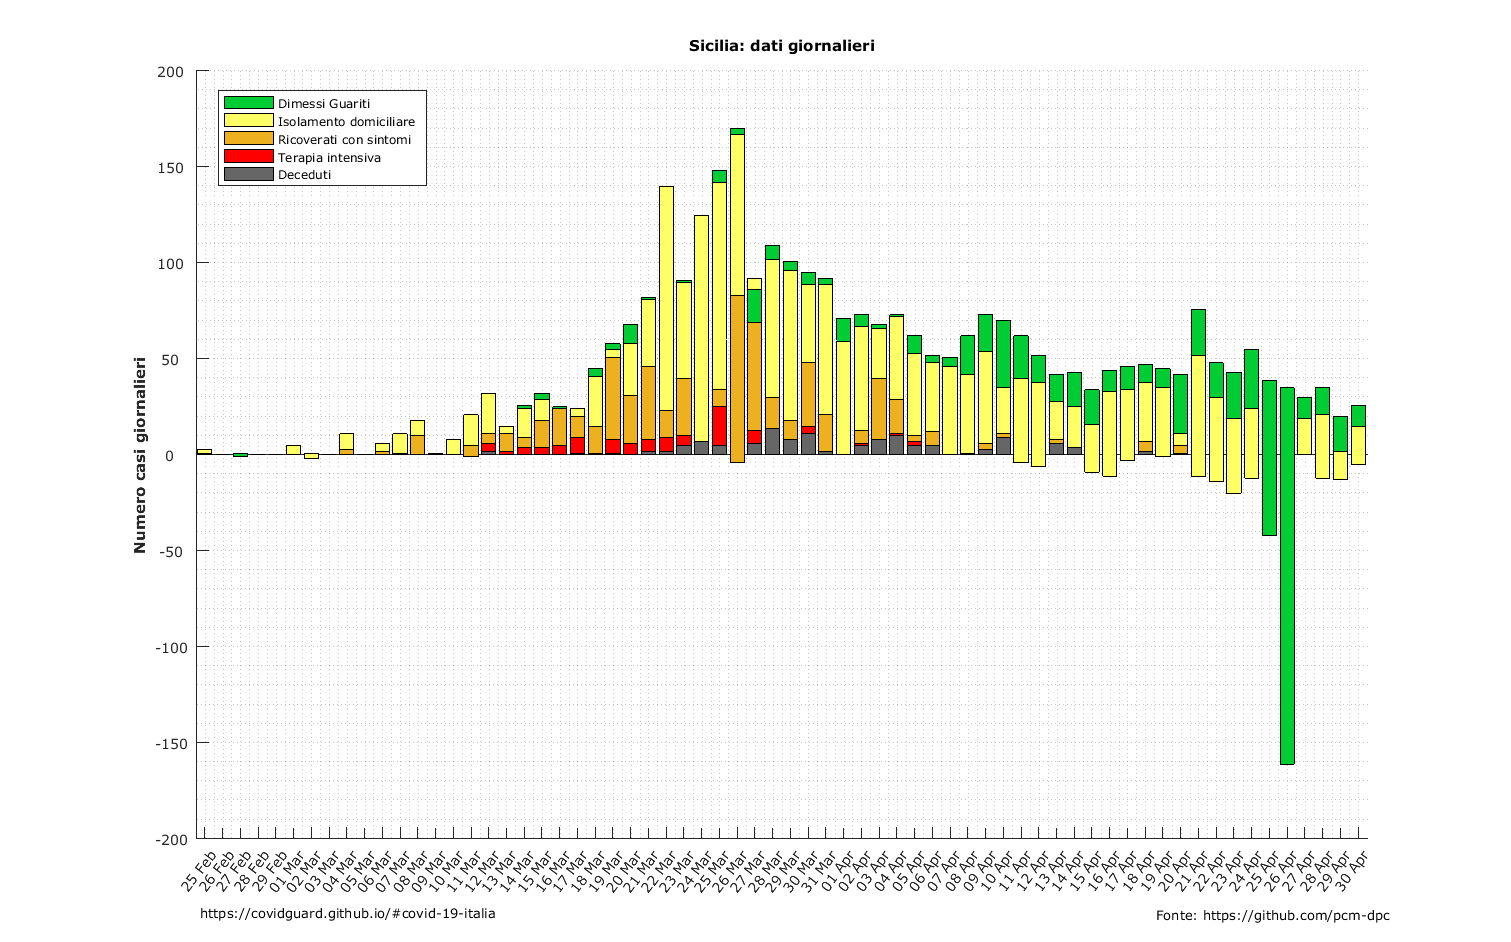 Sicilia: dati giornalieri
200
150
100
50
0
-50
-100
-150
-200
Numero casi giornalieri
Dimessi Guariti
Isolamento domiciliare
Ricoverati con sintomi
Terapia intensiva
Deceduti
25 Feb
26 Feb
27 Feb
28 Feb
29 Feb
01 Mar
02 Mar
03 Mar
04 Mar
05 Mar
06 Mar
07 Mar
08 Mar
09 Mar
10 Mar
11 Mar
12 Mar
13 Mar
14 Mar
15 Mar
16 Mar
17 Mar
18 Mar
19 Mar
20 Mar
21 Mar
22 Mar
23 Mar
24 Mar
25 Mar
26 Mar
27 Mar
28 Mar
29 Mar
30 Mar
31 Mar
01 Apr
02 Apr
03 Apr
04 Apr
05 Apr
06 Apr
07 Apr
08 Apr
09 Apr
10 Apr
11 Apr
12 Apr
13 Apr
14 Apr
15 Apr
16 Apr
17 Apr
18 Apr
19 Apr
20 Apr
21 Apr
22 Apr
23 Apr
24 Apr
25 Apr
26 Apr
27 Apr
28 Apr
29 Apr
30 Apr
https://covidguard.github.io/#covid-19-italia
Fonte: https://github.com/pcm-dpc